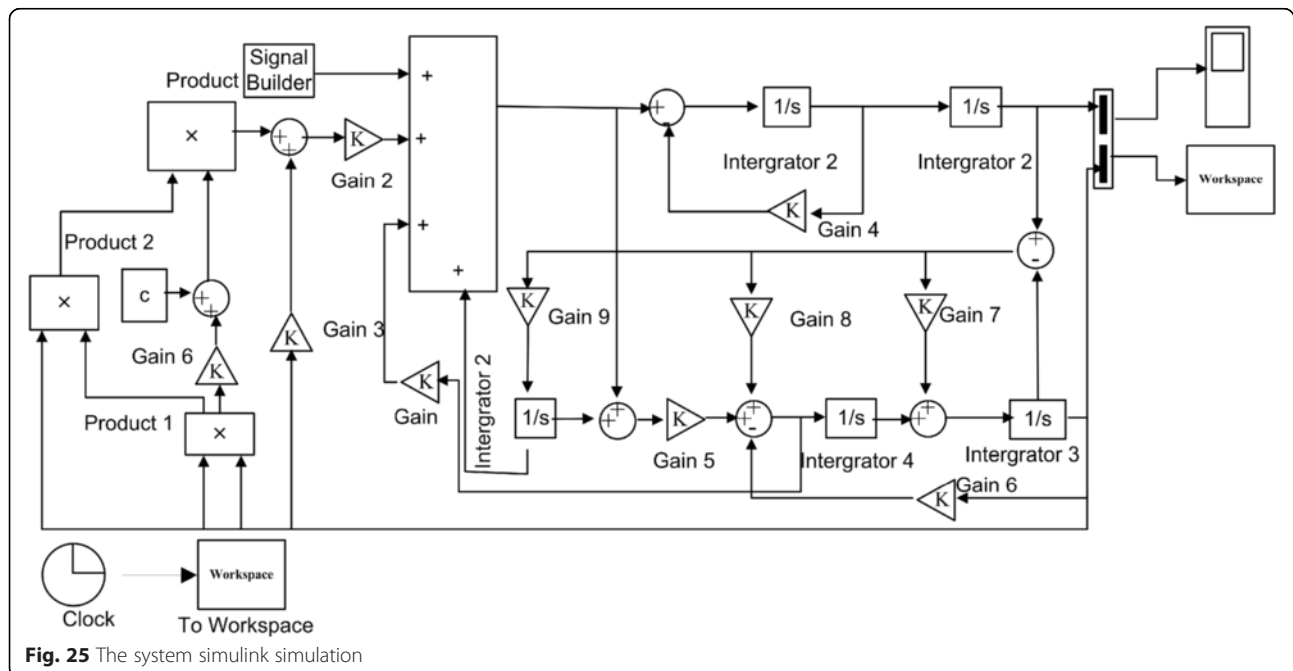 Signal
Builder
Product
×
+
+
+
+
+
+
K
Gain 2
+
-
1/s
Intergrator 2
1/s
Intergrator 2
Workspace
K
Gain 4
Product 2
×
c
+
+
Gain 6
K
K
Gain 3
K
Gain
Product 1
×
+
-
K
Gain 9
K
Gain 8
K
Gain 7
Intergrator 2
1/s
+
+
K
Gain 5
+
+
-
1/s
Intergrator 4
+
+
1/s
Intergrator 3
K
Gain 6
Workspace
Clock
To Workspace
Fig. 25 The system simulink simulation